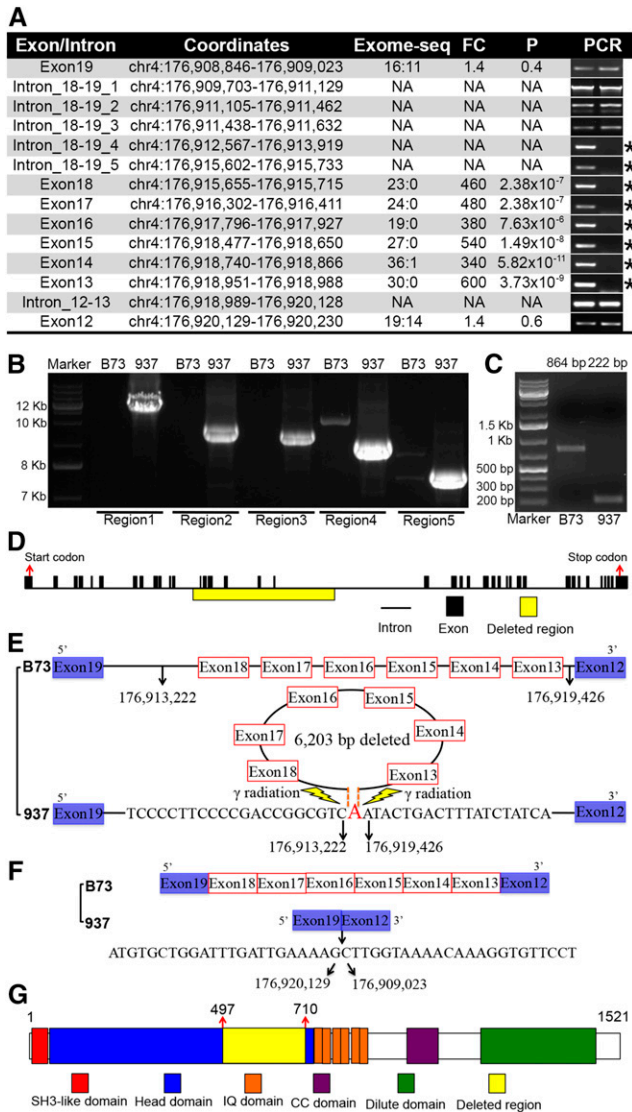 A
Exon/Intron Coordinates Exome-seq FC P PCR
Exon19 chr4:176,908,846-176,909,023 16:11 1.4 0.4
Intron_18-19_1 chr4:176,909,703-176,911,129 NA NA NA
Intron_18-19_2 chr4:176,911,105-176,911,462 NA NA NA
Intron_18-19_3 chr4:176,911,438-176,911,632 NA NA NA
Intron_18-19_4 chr4:176,912,567-176,913,919 NA NA NA *
Intron_18-19_5 chr4:176,915,602-176,915,733 NA NA NA *
Exon18 chr4:176,915,655-176,915,715 23:0 460 2.38x10-7 *
Exon17 chr4:176,916,302-176,916,411 24:0 480 2.38x10-7 *
Exon16 chr4:176,917,796-176,917,927 19:0 380 7.63x10-6 *
Exon15 chr4:176,918,477-176,918,650 27:0 540 1.49x10-8 *
Exon14 chr4:176,918,740-176,918,866 36:1 340 5.82x10-11 *
Exon13 chr4:176,918,951-176,918,988 30:0 600 3.73x10-9 *
Intron_12-13 chr4:176,918,989-176,920,128 NA NA NA
Exon12 chr4:176,920,129-176,920,230 19:14 1.4 0.6
B
Marker B73 937 B73 937 B73 937 B73 937 B73 937
12 Kb
10 Kb
8 Kb
7 Kb
Region1 Region2 Region3 Region4 Region5
C
864 bp 222 bp
1.5 Kb
1 Kb
500 bp
300 bp
200 bp
Marker B73 937
D
Start codon Stop codon
Intron Exon Deleted region
E
5’ 3’
B73 Exon19 Exon18 Exon17 Exon16 Exon15 Exon14 Exon13 Exon12
176,913,222 176,919,426
Exon16 Exon15
Exon17 6,203 bp deleted Exon14
Exon18 Exon13
γ radiation γ radiation
5’ 3’
937 Exon19 TCCCCTTCCCCGACCGGCGTC A ATACTGACTTTATCTATCA Exon12
176,913,222 176,919,426
F
5’ 3’
B73 Exon19 Exon18 Exon17 Exon16 Exon15 Exon14 Exon13 Exon12
937 5’ Exon19 Exon12 3’
ATGTGCTGGATTTGATTGAAAAGCTTGGTAAAACAAAGGTGTTCCT
176,920,129 176,909,023
G
1 497 710 1521
SH3-like domain Head domain IQ domain CC domain Dilute domain Deleted region